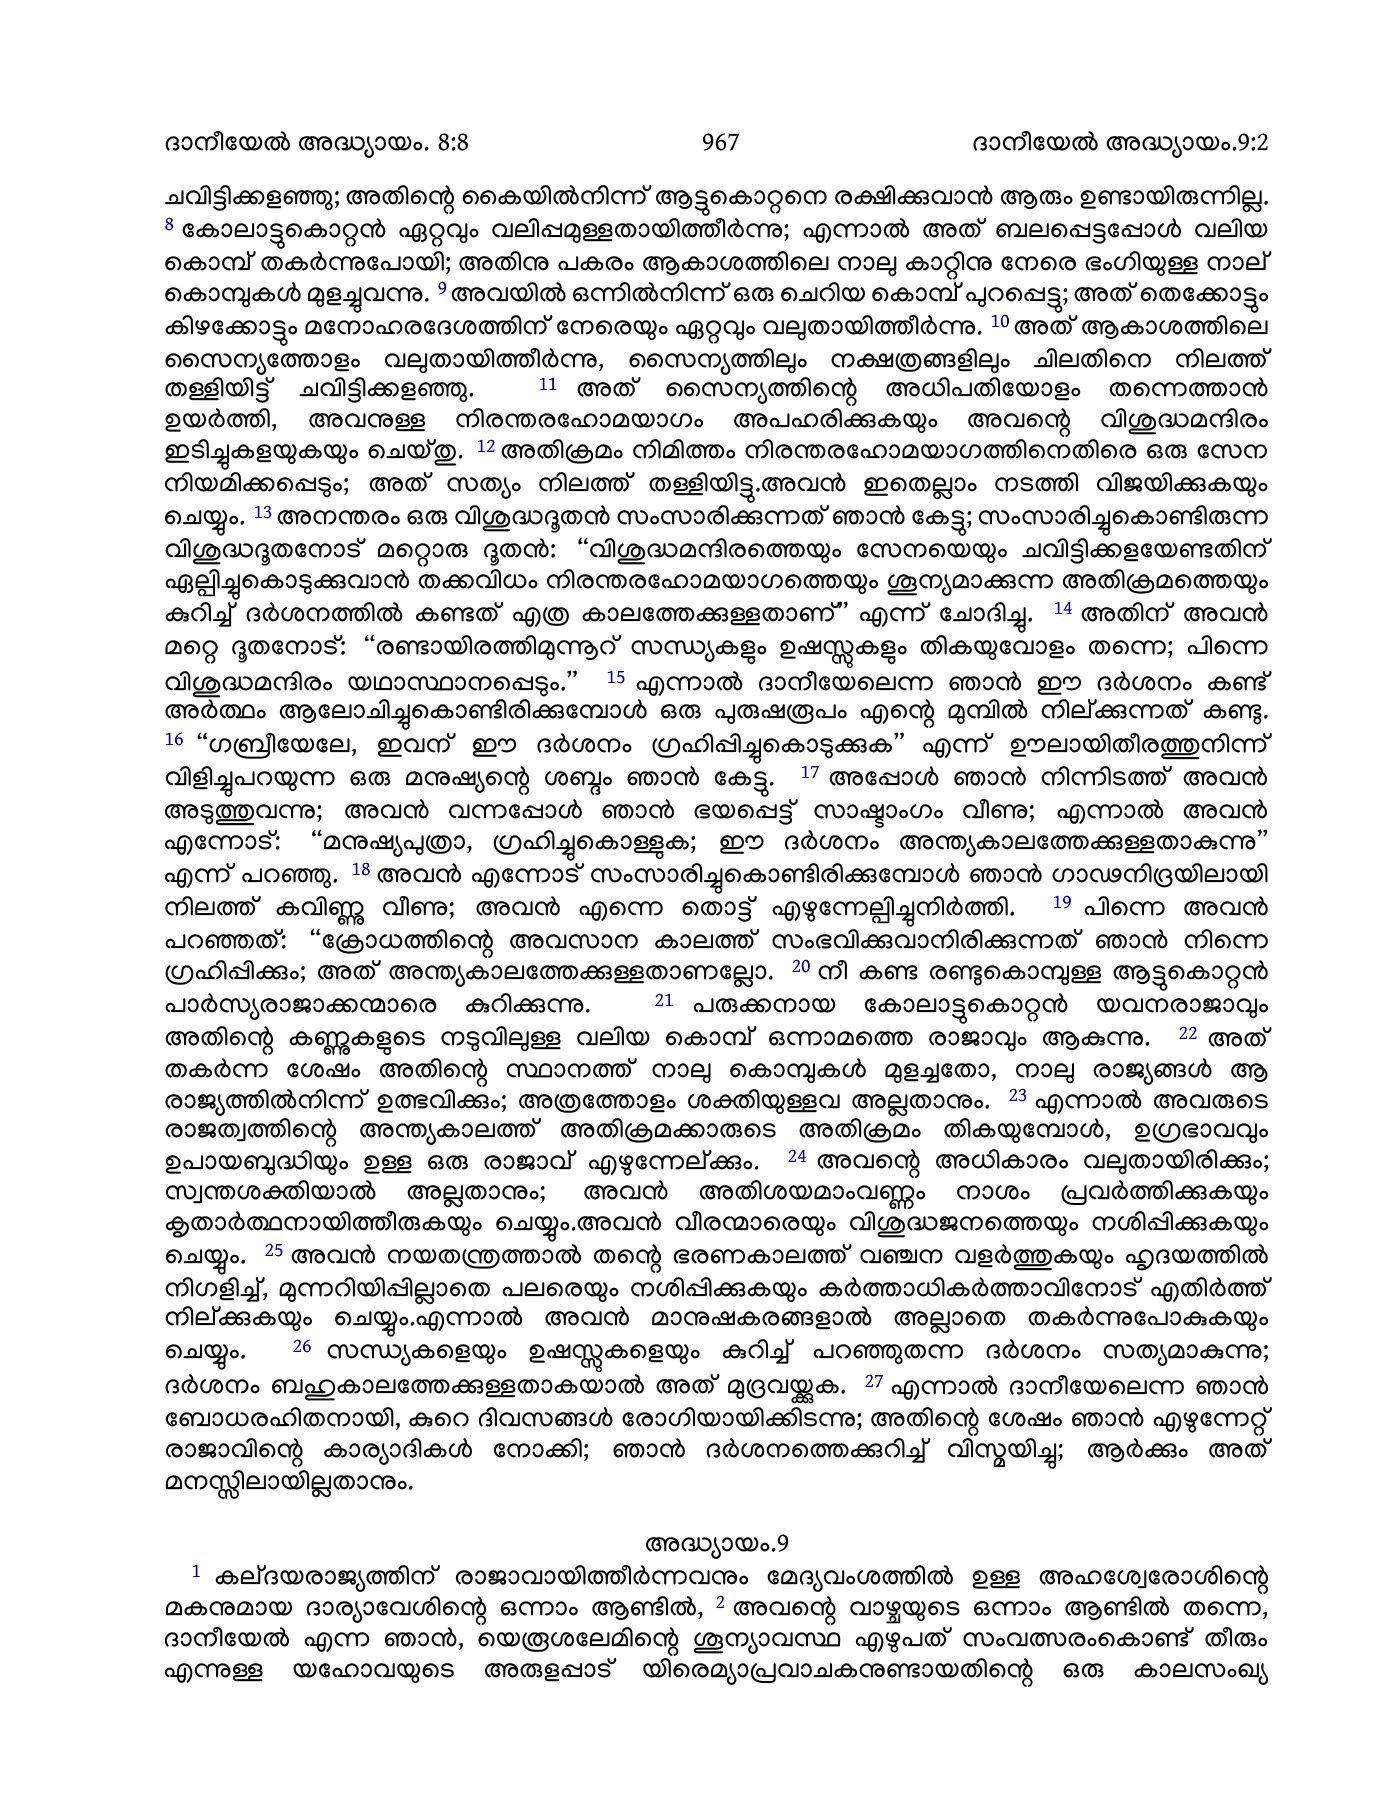 ദാനീയേൽ അദ്ധ്യായം. 8:8 967 ദാനീയേൽ അദ്ധ്യായം.9:2
ചവിട്ടിക്കളഞ്ഞു; അതിന്റെ കൈയിൽനിന്ന് ആട്ടുകൊറ്റനെ രക്ഷിക്കുവാൻ ആരും ഉണ്ടായിരുന്നില്ല.
8 കോലാട്ടുകൊറ്റൻ ഏറ്റവും വലിപ്പമുള്ളതായിത്തീർന്നു; എന്നാൽ അത് ബലപ്പെട്ടപ്പോൾ വലിയ
കൊമ്പ് തകർന്നുപോയി; അതിനു പകരം ആകാശത്തിലെ നാലു കാറ്റിനു നേരെ ഭംഗിയുള്ള നാല്
കൊമ്പുകൾ മുളച്ചുവന്നു. 9 അവയിൽ ഒന്നിൽനിന്ന് ഒരു ചെറിയ കൊമ്പ് പുറപ്പെട്ടു; അത് തെക്കോട്ടും
കിഴക്കോട്ടും മനോഹരദേശത്തിന് നേരെയും ഏറ്റവും വലുതായിത്തീർന്നു. 10 അത് ആകാശത്തിലെ
സൈന്യത്തോളം വലുതായിത്തീർന്നു, സൈന്യത്തിലും നക്ഷത്രങ്ങളിലും ചിലതിനെ നിലത്ത്
തള്ളിയിട്ട് ചവിട്ടിക്കളഞ്ഞു. 11 അത് സൈന്യത്തിന്റെ അധിപതിയോളം തന്നെത്താൻ
ഉയർത്തി, അവനുള്ള നിരന്തരഹോമയാഗം അപഹരിക്കുകയും അവന്റെ വിശുദ്ധമന്ദിരം
ഇടിച്ചുകളയുകയും ചെയ്തു. 12 അതിക്രമം നിമിത്തം നിരന്തരഹോമയാഗത്തിനെതിരെ ഒരു സേന
നിയമിക്കപ്പെടും; അത് സത്യം നിലത്ത് തള്ളിയിട്ടു.അവൻ ഇതെല്ലാം നടത്തി വിജയിക്കുകയും
ചെയ്യും. 13 അനന്തരം ഒരു വിശുദ്ധദൂതൻ സംസാരിക്കുന്നത് ഞാൻ കേട്ടു; സംസാരിച്ചുകൊണ്ടിരുന്ന
വിശുദ്ധദൂതനോട് മറ്റൊരു ദൂതൻ: “വിശുദ്ധമന്ദിരത്തെയും സേനയെയും ചവിട്ടിക്കളയേണ്ടതിന്
ഏല്പിച്ചുകൊടുക്കുവാൻ തക്കവിധം നിരന്തരഹോമയാഗത്തെയും ശൂന്യമാക്കുന്ന അതിക്രമത്തെയും
കുറിച്ച് ദർശനത്തിൽ കണ്ടത് എത്ര കാലത്തേക്കുള്ളതാണ്” എന്ന് ചോദിച്ചു. 14 അതിന് അവൻ
മറ്റെ ദൂതനോട്: “രണ്ടായിരത്തിമുന്നൂറ് സന്ധ്യകളും ഉഷസ്സുകളും തികയുവോളം തന്നെ; പിന്നെ
വിശുദ്ധമന്ദിരം യഥാസ്ഥാനപ്പെടും.” 15 എന്നാൽ ദാനീയേലെന്ന ഞാൻ ഈ ദർശനം കണ്ട്
അർത്ഥം ആലോചിച്ചുകൊണ്ടിരിക്കുമ്പോൾ ഒരു പുരുഷരൂപം എന്റെ മുമ്പിൽ നില്ക്കുന്നത് കണ്ടു.
16 “ഗബ്രീയേലേ, ഇവന് ഈ ദർശനം ഗ്രഹിപ്പിച്ചുകൊടുക്കുക” എന്ന് ഊലായിതീരത്തുനിന്ന്
വിളിച്ചുപറയുന്ന ഒരു മനുഷ്യന്റെ ശബ്ദം ഞാൻ കേട്ടു. 17 അപ്പോൾ ഞാൻ നിന്നിടത്ത് അവൻ
അടുത്തുവന്നു; അവൻ വന്നപ്പോൾ ഞാൻ ഭയപ്പെട്ട് സാഷ്ടാംഗം വീണു; എന്നാൽ അവൻ
എന്നോട്: “മനുഷ്യപുത്രാ, ഗ്രഹിച്ചുകൊള്ളുക; ഈ ദർശനം അന്ത്യകാലത്തേക്കുള്ളതാകുന്നു”
എന്ന് പറഞ്ഞു. 18 അവൻ എന്നോട് സംസാരിച്ചുകൊണ്ടിരിക്കുമ്പോൾ ഞാൻ ഗാഢനിദ്രയിലായി
നിലത്ത് കവിണ്ണു വീണു; അവൻ എന്നെ തൊട്ട് എഴുന്നേല്പിച്ചുനിർത്തി. 19 പിന്നെ അവൻ
പറഞ്ഞത്: “ക്രോധത്തിന്റെ അവസാന കാലത്ത് സംഭവിക്കുവാനിരിക്കുന്നത് ഞാൻ നിന്നെ
ഗ്രഹിപ്പിക്കും; അത് അന്ത്യകാലത്തേക്കുള്ളതാണല്ലോ. 20 നീ കണ്ട രണ്ടുകൊമ്പുള്ള ആട്ടുകൊറ്റൻ
പാർസ്യരാജാക്കന്മാരെ കുറിക്കുന്നു. 21 പരുക്കനായ കോലാട്ടുകൊറ്റൻ യവനരാജാവും
അതിന്റെ കണ്ണുകളുടെ നടുവിലുള്ള വലിയ കൊമ്പ് ഒന്നാമത്തെ രാജാവും ആകുന്നു. 22 അത്
തകർന്ന ശേഷം അതിന്റെ സ്ഥാനത്ത് നാലു കൊമ്പുകൾ മുളച്ചതോ, നാലു രാജ്യങ്ങൾ ആ
രാജ്യത്തിൽനിന്ന് ഉത്ഭവിക്കും; അത്രത്തോളം ശക്തിയുള്ളവ അല്ലതാനും. 23 എന്നാൽ അവരുടെ
രാജത്വത്തിന്റെ അന്ത്യകാലത്ത് അതിക്രമക്കാരുടെ അതിക്രമം തികയുമ്പോൾ, ഉഗ്രഭാവവും
ഉപായബുദ്ധിയും ഉള്ള ഒരു രാജാവ് എഴുന്നേല്ക്കും. 24 അവന്റെ അധികാരം വലുതായിരിക്കും;
സ്വന്തശക്തിയാൽ അല്ലതാനും; അവൻ അതിശയമാംവണ്ണം നാശം പ്രവർത്തിക്കുകയും
കൃതാർത്ഥനായിത്തീരുകയും ചെയ്യും.അവൻ വീരന്മാരെയും വിശുദ്ധജനത്തെയും നശിപ്പിക്കുകയും
ചെയ്യും. 25 അവൻ നയതന്ത്രത്താൽ തന്റെ ഭരണകാലത്ത് വഞ്ചന വളർത്തുകയും ഹൃദയത്തിൽ
നിഗളിച്ച്, മുന്നറിയിപ്പില്ലാതെ പലരെയും നശിപ്പിക്കുകയും കർത്താധികർത്താവിനോട് എതിർത്ത്
നില്ക്കുകയും ചെയ്യും.എന്നാൽ അവൻ മാനുഷകരങ്ങളാൽ അല്ലാതെ തകർന്നുപോകുകയും
ചെയ്യും. 26 സന്ധ്യകളെയും ഉഷസ്സുകളെയും കുറിച്ച് പറഞ്ഞുതന്ന ദർശനം സത്യമാകുന്നു;
ദർശനം ബഹുകാലത്തേക്കുള്ളതാകയാൽ അത് മുദ്രവയ്ക്കുക. 27 എന്നാൽ ദാനീയേലെന്ന ഞാൻ
ബോധരഹിതനായി, കുറെ ദിവസങ്ങൾ രോഗിയായിക്കിടന്നു; അതിന്റെ ശേഷം ഞാൻ എഴുന്നേറ്റ്
രാജാവിന്റെ കാര്യാദികൾ നോക്കി; ഞാൻ ദർശനത്തെക്കുറിച്ച് വിസ്മയിച്ചു; ആർക്കും അത്
മനസ്സിലായില്ലതാനും.
അദ്ധ്യായം.9
1 കല്ദയരാജ്യത്തിന് രാജാവായിത്തീർന്നവനും മേദ്യവംശത്തിൽ ഉള്ള അഹശ്വേരോശിന്റെ
മകനുമായ ദാര്യാവേശിന്റെ ഒന്നാം ആണ്ടിൽ, 2 അവന്റെ വാഴ്ചയുടെ ഒന്നാം ആണ്ടിൽ തന്നെ,
ദാനീയേൽ എന്ന ഞാൻ, യെരൂശലേമിന്റെ ശൂന്യാവസ്ഥ എഴുപത് സംവത്സരംകൊണ്ട് തീരും
എന്നുള്ള യഹോവയുടെ അരുളപ്പാട് യിരെമ്യാപ്രവാചകനുണ്ടായതിന്റെ ഒരു കാലസംഖ്യ